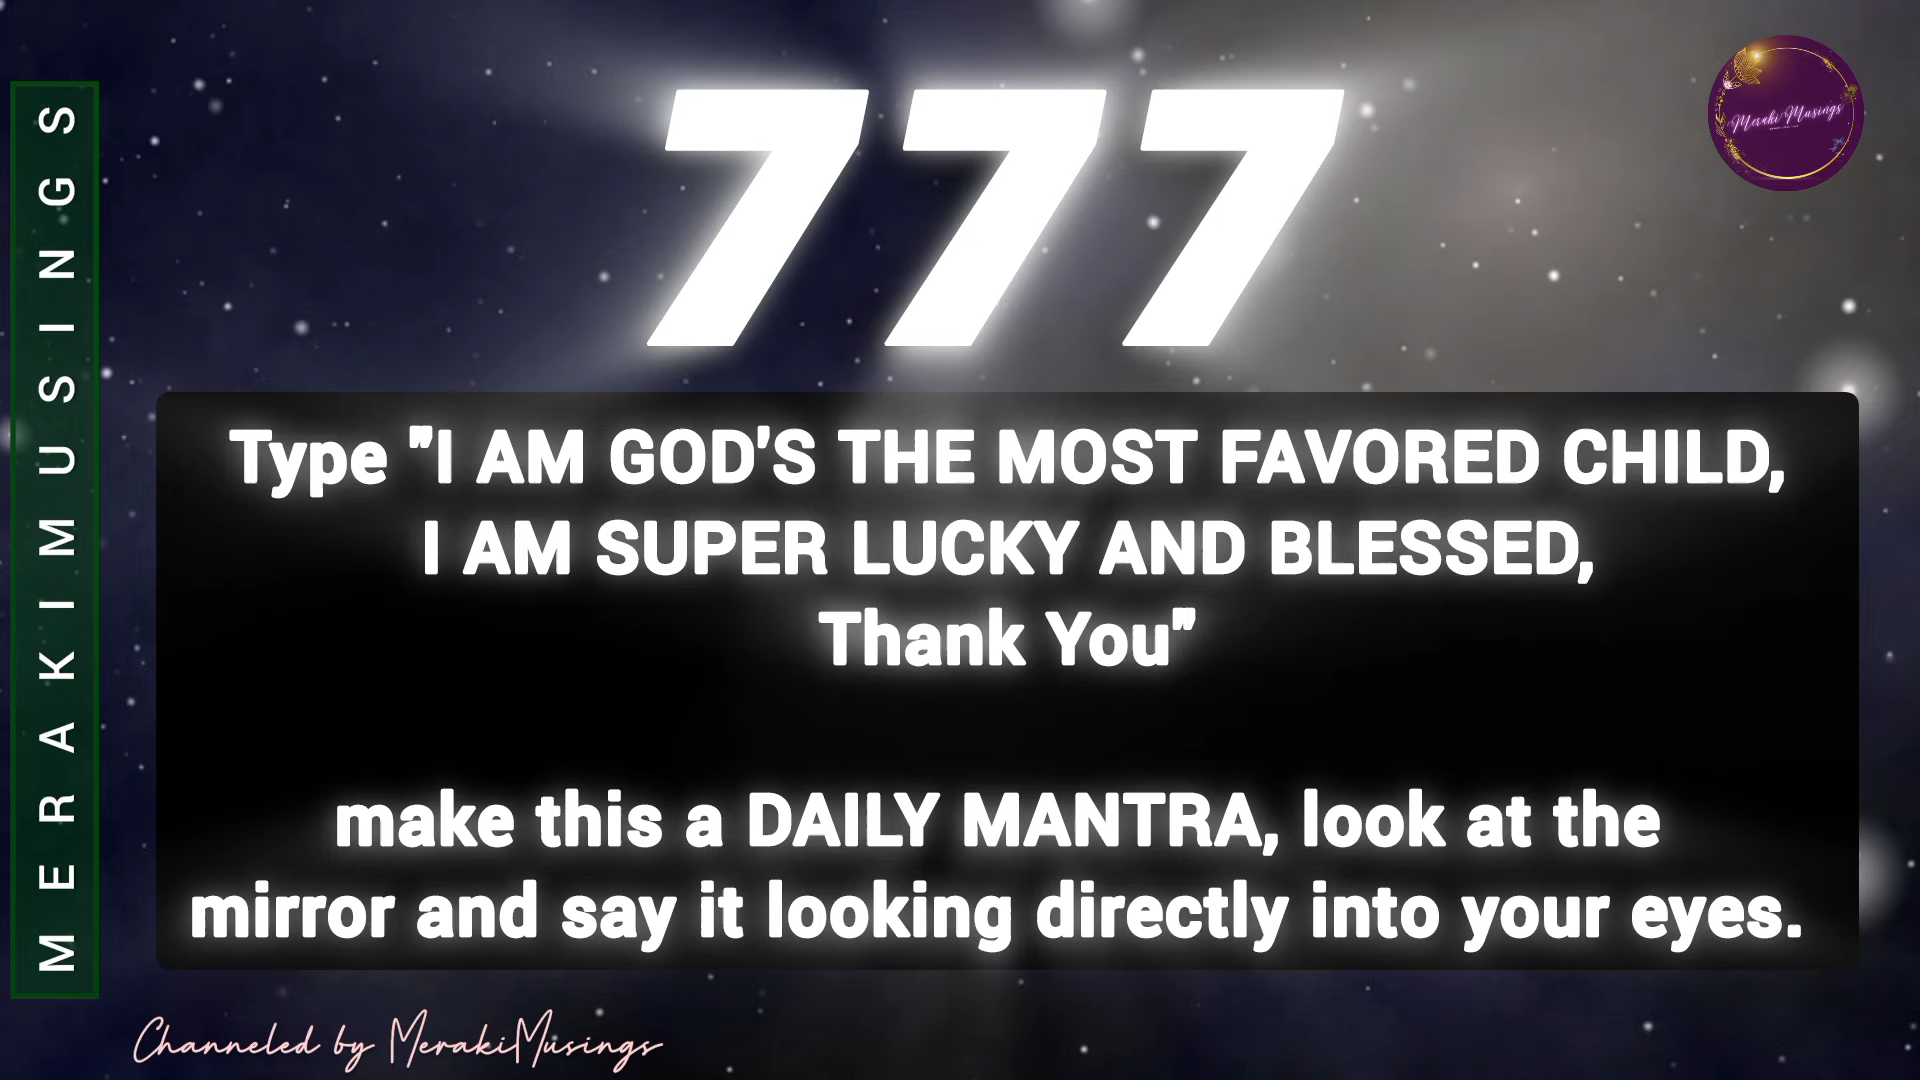 MERAKIMUSINGS
777
Meraki Musings
Type "I AM GOD'S THE MOST FAVORED CHILD,
I AM SUPER LUCKY AND BLESSED,
Thank You"
make this a DAILY MANTRA, look at the
mirror and say it looking directly into your eyes.
Channeled by MerakiMusings